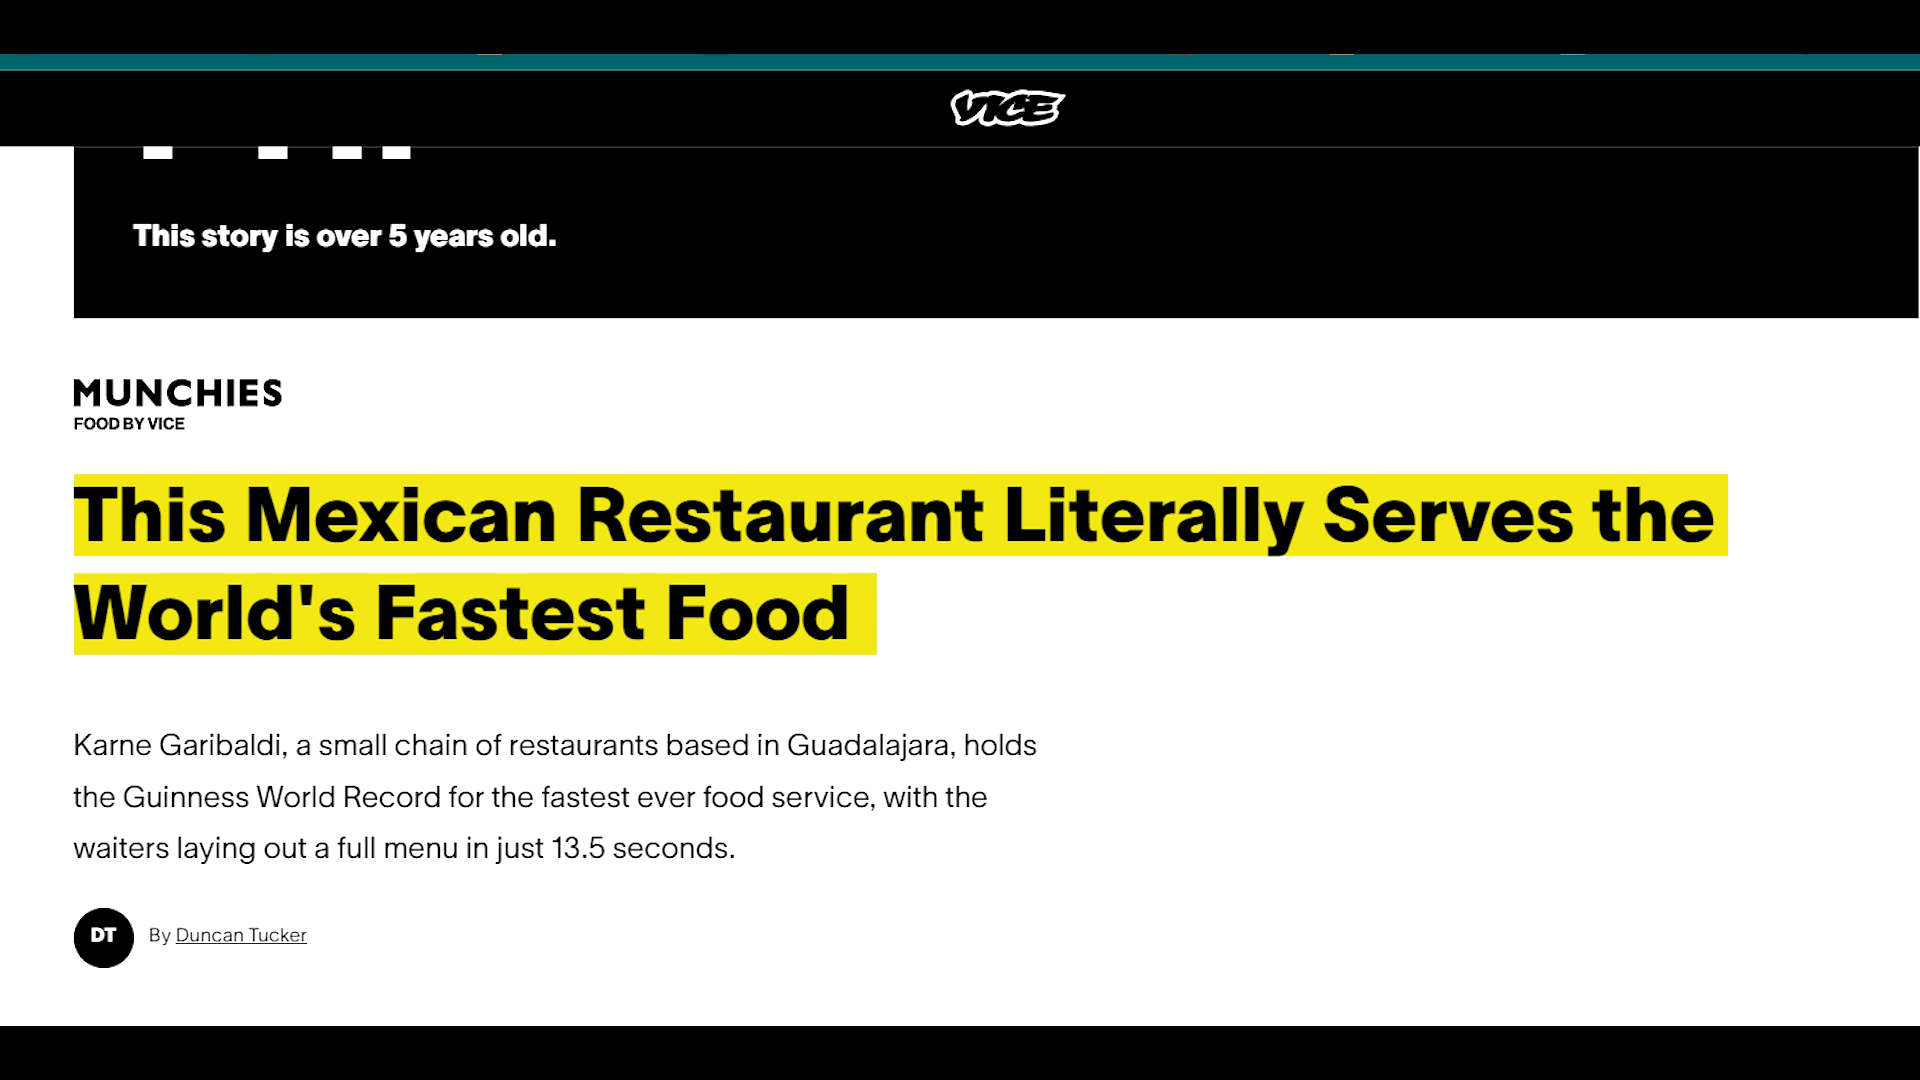 VICE
This story is over 5 years old.
MUNCHIES
FOOD BY VICE
This Mexican Restaurant Literally Serves the
World's Fastest Food
Karne Garibaldi, a small chain of restaurants based in Guadalajara, holds
the Guinness World Record for the fastest ever food service, with the
waiters laying out a full menu in just 13.5 seconds.
DT
By Duncan Tucker